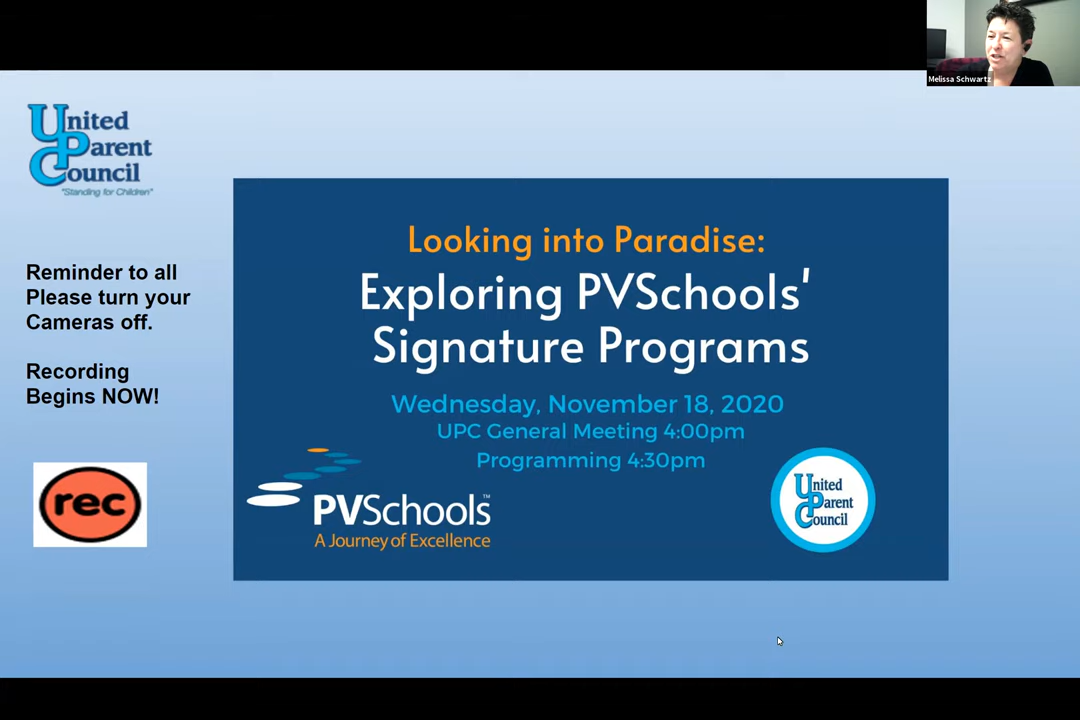 Melissa Schwartz
United
Parent
Council
"Standing for Children"
Reminder to all
Please turn your
Cameras off.
Recording
Begins NOW!
rec
Looking into Paradise:
Exploring PVSchools'
Signature Programs
Wednesday, November 18, 2020
UPC General Meeting 4:00pm
Programming 4:30pm
PVSchools™
A Journey of Excellence
United
Parent
Council